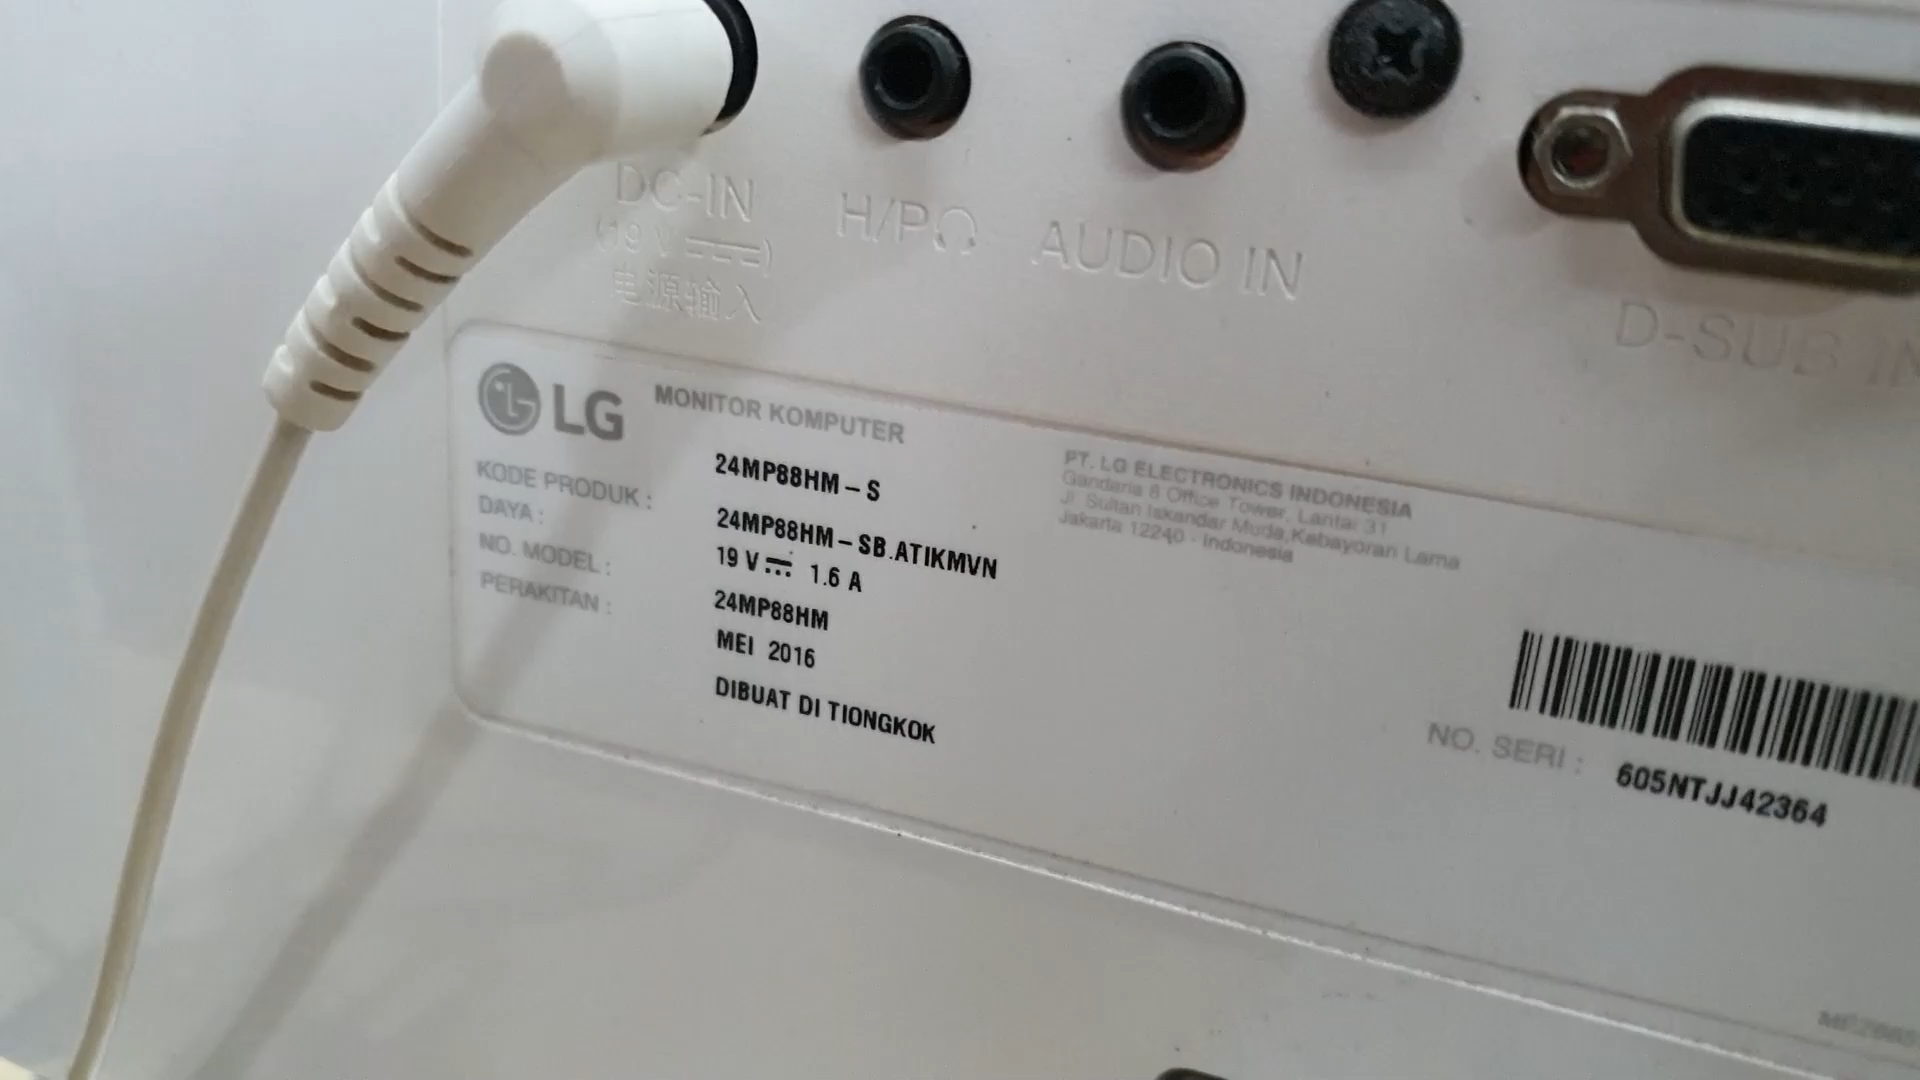 DC-IN
(19 V ⎓)
电源输入
H/P
AUDIO IN
D-SUB IN
LG
MONITOR KOMPUTER
24MP88HM – S
KODE PRODUK :
24MP88HM – SB.ATIKMVN
DAYA :
19 V ⎓ 1.6 A
NO. MODEL :
24MP88HM
PERAKITAN :
MEI 2016
DIBUAT DI TIONGKOK
PT. LG ELECTRONICS INDONESIA
Gandaria 8 Office Tower, Lantai 31
Jl. Sultan Iskandar Muda,Kebayoran Lama
Jakarta 12240 - Indonesia
NO. SERI :
605NTJJ42364